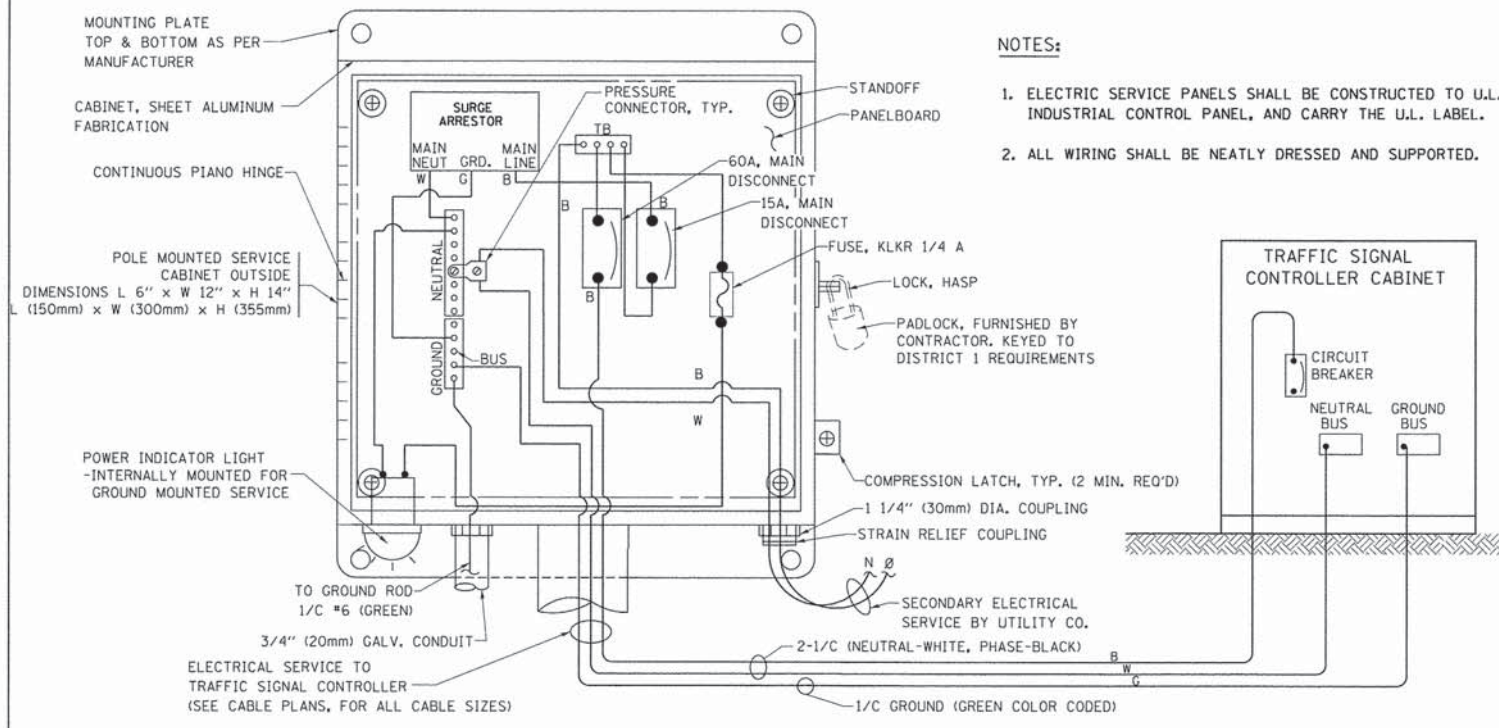 MOUNTING PLATE
TOP & BOTTOM AS PER
MANUFACTURER
CABINET, SHEET ALUMINUM
FABRICATION
CONTINUOUS PIANO HINGE
POLE MOUNTED SERVICE
CABINET OUTSIDE
DIMENSIONS L 6" x W 12" x H 14"
L (150mm) x W (300mm) x H (355mm)
POWER INDICATOR LIGHT
-INTERNALLY MOUNTED FOR
GROUND MOUNTED SERVICE
SURGE
ARRESTOR
MAIN
NEUT
GRD.
MAIN
LINE
W
G
B
PRESSURE
CONNECTOR, TYP.
TB
STANDOFF
PANELBOARD
60A, MAIN
DISCONNECT
15A, MAIN
DISCONNECT
B
B
B
FUSE, KLKR 1/4 A
NEUTRAL
GROUND
BUS
LOCK, HASP
PADLOCK, FURNISHED BY
CONTRACTOR. KEYED TO
DISTRICT 1 REQUIREMENTS
B
W
COMPRESSION LATCH, TYP. (2 MIN. REQ'D)
1 1/4" (30mm) DIA. COUPLING
STRAIN RELIEF COUPLING
N Ø
SECONDARY ELECTRICAL
SERVICE BY UTILITY CO.
TO GROUND ROD
1/C #6 (GREEN)
3/4" (20mm) GALV. CONDUIT
ELECTRICAL SERVICE TO
TRAFFIC SIGNAL CONTROLLER
(SEE CABLE PLANS, FOR ALL CABLE SIZES)
2-1/C (NEUTRAL-WHITE, PHASE-BLACK)
B
W
G
1/C GROUND (GREEN COLOR CODED)
NOTES:
1. ELECTRIC SERVICE PANELS SHALL BE CONSTRUCTED TO U.L.
INDUSTRIAL CONTROL PANEL, AND CARRY THE U.L. LABEL.
2. ALL WIRING SHALL BE NEATLY DRESSED AND SUPPORTED.
TRAFFIC SIGNAL
CONTROLLER CABINET
CIRCUIT
BREAKER
NEUTRAL
BUS
GROUND
BUS